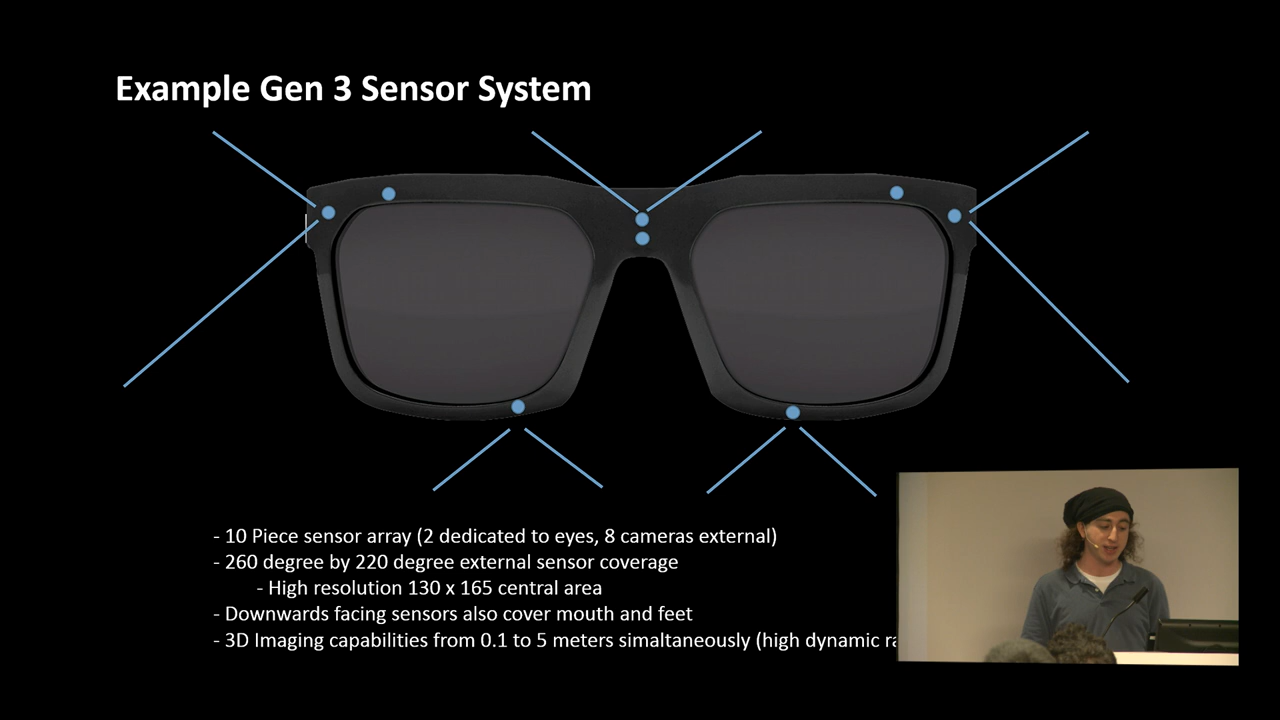 Example Gen 3 Sensor System
- 10 Piece sensor array (2 dedicated to eyes, 8 cameras external)
- 260 degree by 220 degree external sensor coverage
- High resolution 130 x 165 central area
- Downwards facing sensors also cover mouth and feet
- 3D Imaging capabilities from 0.1 to 5 meters simaltaneously (high dynamic